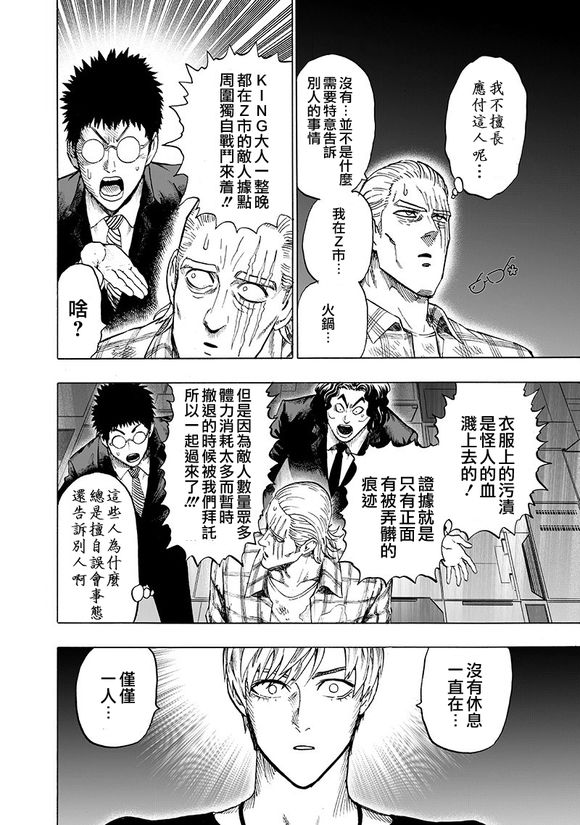 我不擅長
應付這人呢…
沒有…並不是什麼
需要特意告訴
別人的事情
我在Z市…
火鍋…
KING大人一整晚
都在Z市的敵人據點
周圍獨自戰鬥來着!!
啥?
衣服上的污漬
是怪人的血
濺上去的!
證據就是
只有正面
有被弄髒的
痕迹
但是因為敵人數量眾多
體力消耗太多而暫時
撤退的時候被我們拜託
所以一起過來了!!!
這些人為什麼
總是擅自誤會事態
還告訴別人啊
沒有休息
一直在…
僅僅
一人…